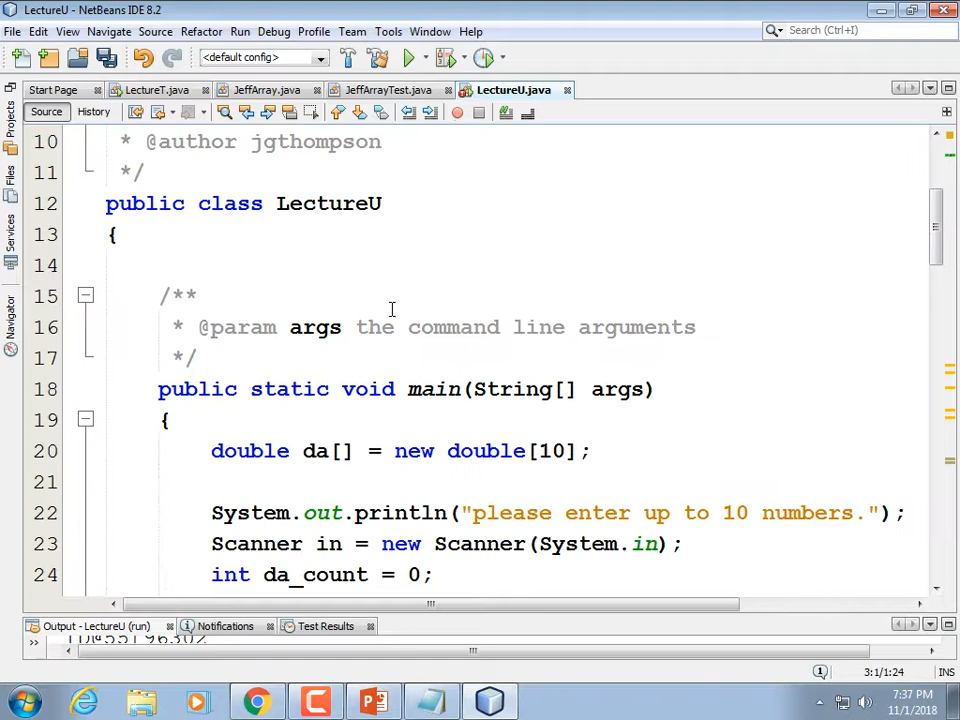 LectureU - NetBeans IDE 8.2
File Edit View Navigate Source Refactor Run Debug Profile Team Tools Window Help
Search (Ctrl+I)
<default config>
Start Page LectureT.java JeffArray.java JeffArrayTest.java LectureU.java
Source History
Projects
Files
Services
Navigator
10 * @author jgthompson
11 */
12 public class LectureU
13 {
14
15 /**
16 * @param args the command line arguments
17 */
18 public static void main(String[] args)
19 {
20 double da[] = new double[10];
21
22 System.out.println("please enter up to 10 numbers.");
23 Scanner in = new Scanner(System.in);
24 int da_count = 0;
Output - LectureU (run) Notifications Test Results
3:1/1:24 INS
7:37 PM
11/1/2018